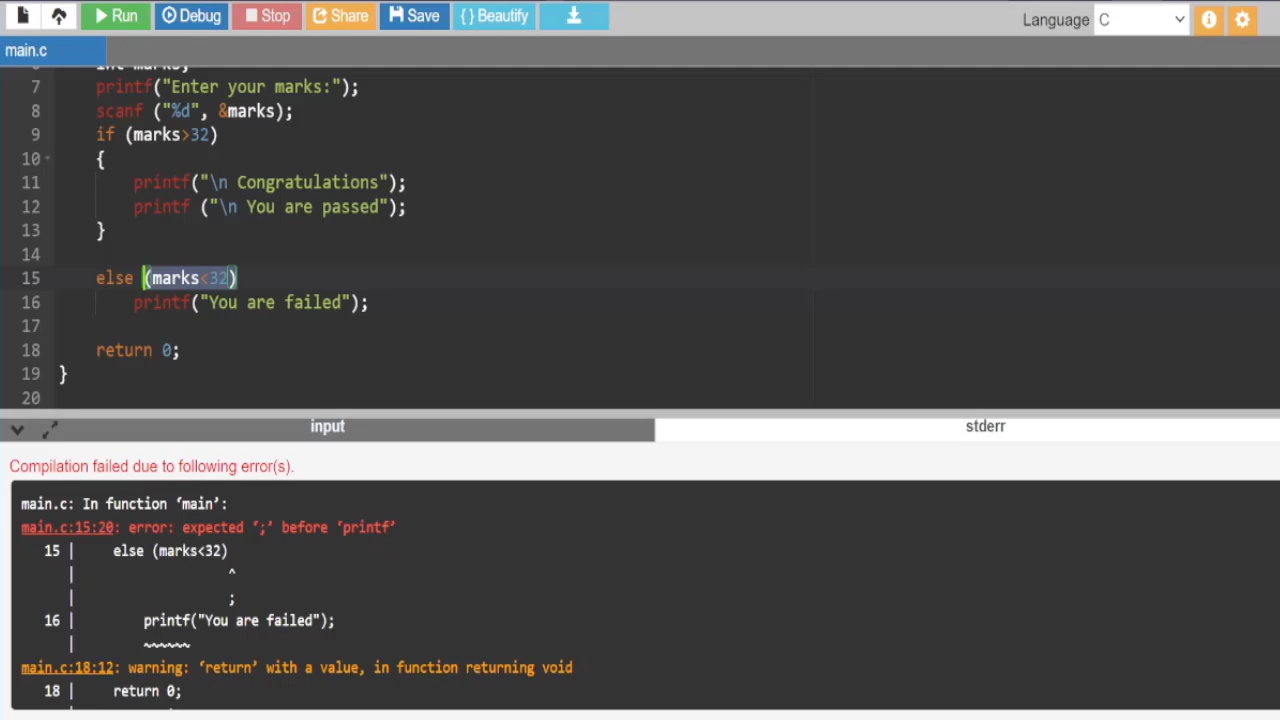 Run Debug Stop Share Save { } Beautify Language C
main.c
6 int marks;
7 printf("Enter your marks:");
8 scanf ("%d", &marks);
9 if (marks>32)
10 {
11 printf("\n Congratulations");
12 printf ("\n You are passed");
13 }
14
15 else (marks<32)
16 printf("You are failed");
17
18 return 0;
19 }
20
input stderr
Compilation failed due to following error(s).
main.c: In function ‘main’:
main.c:15:20: error: expected ‘;’ before ‘printf’
15 | else (marks<32)
| ^
| ;
16 | printf("You are failed");
| ~~~~~~
main.c:18:12: warning: ‘return’ with a value, in function returning void
18 | return 0;